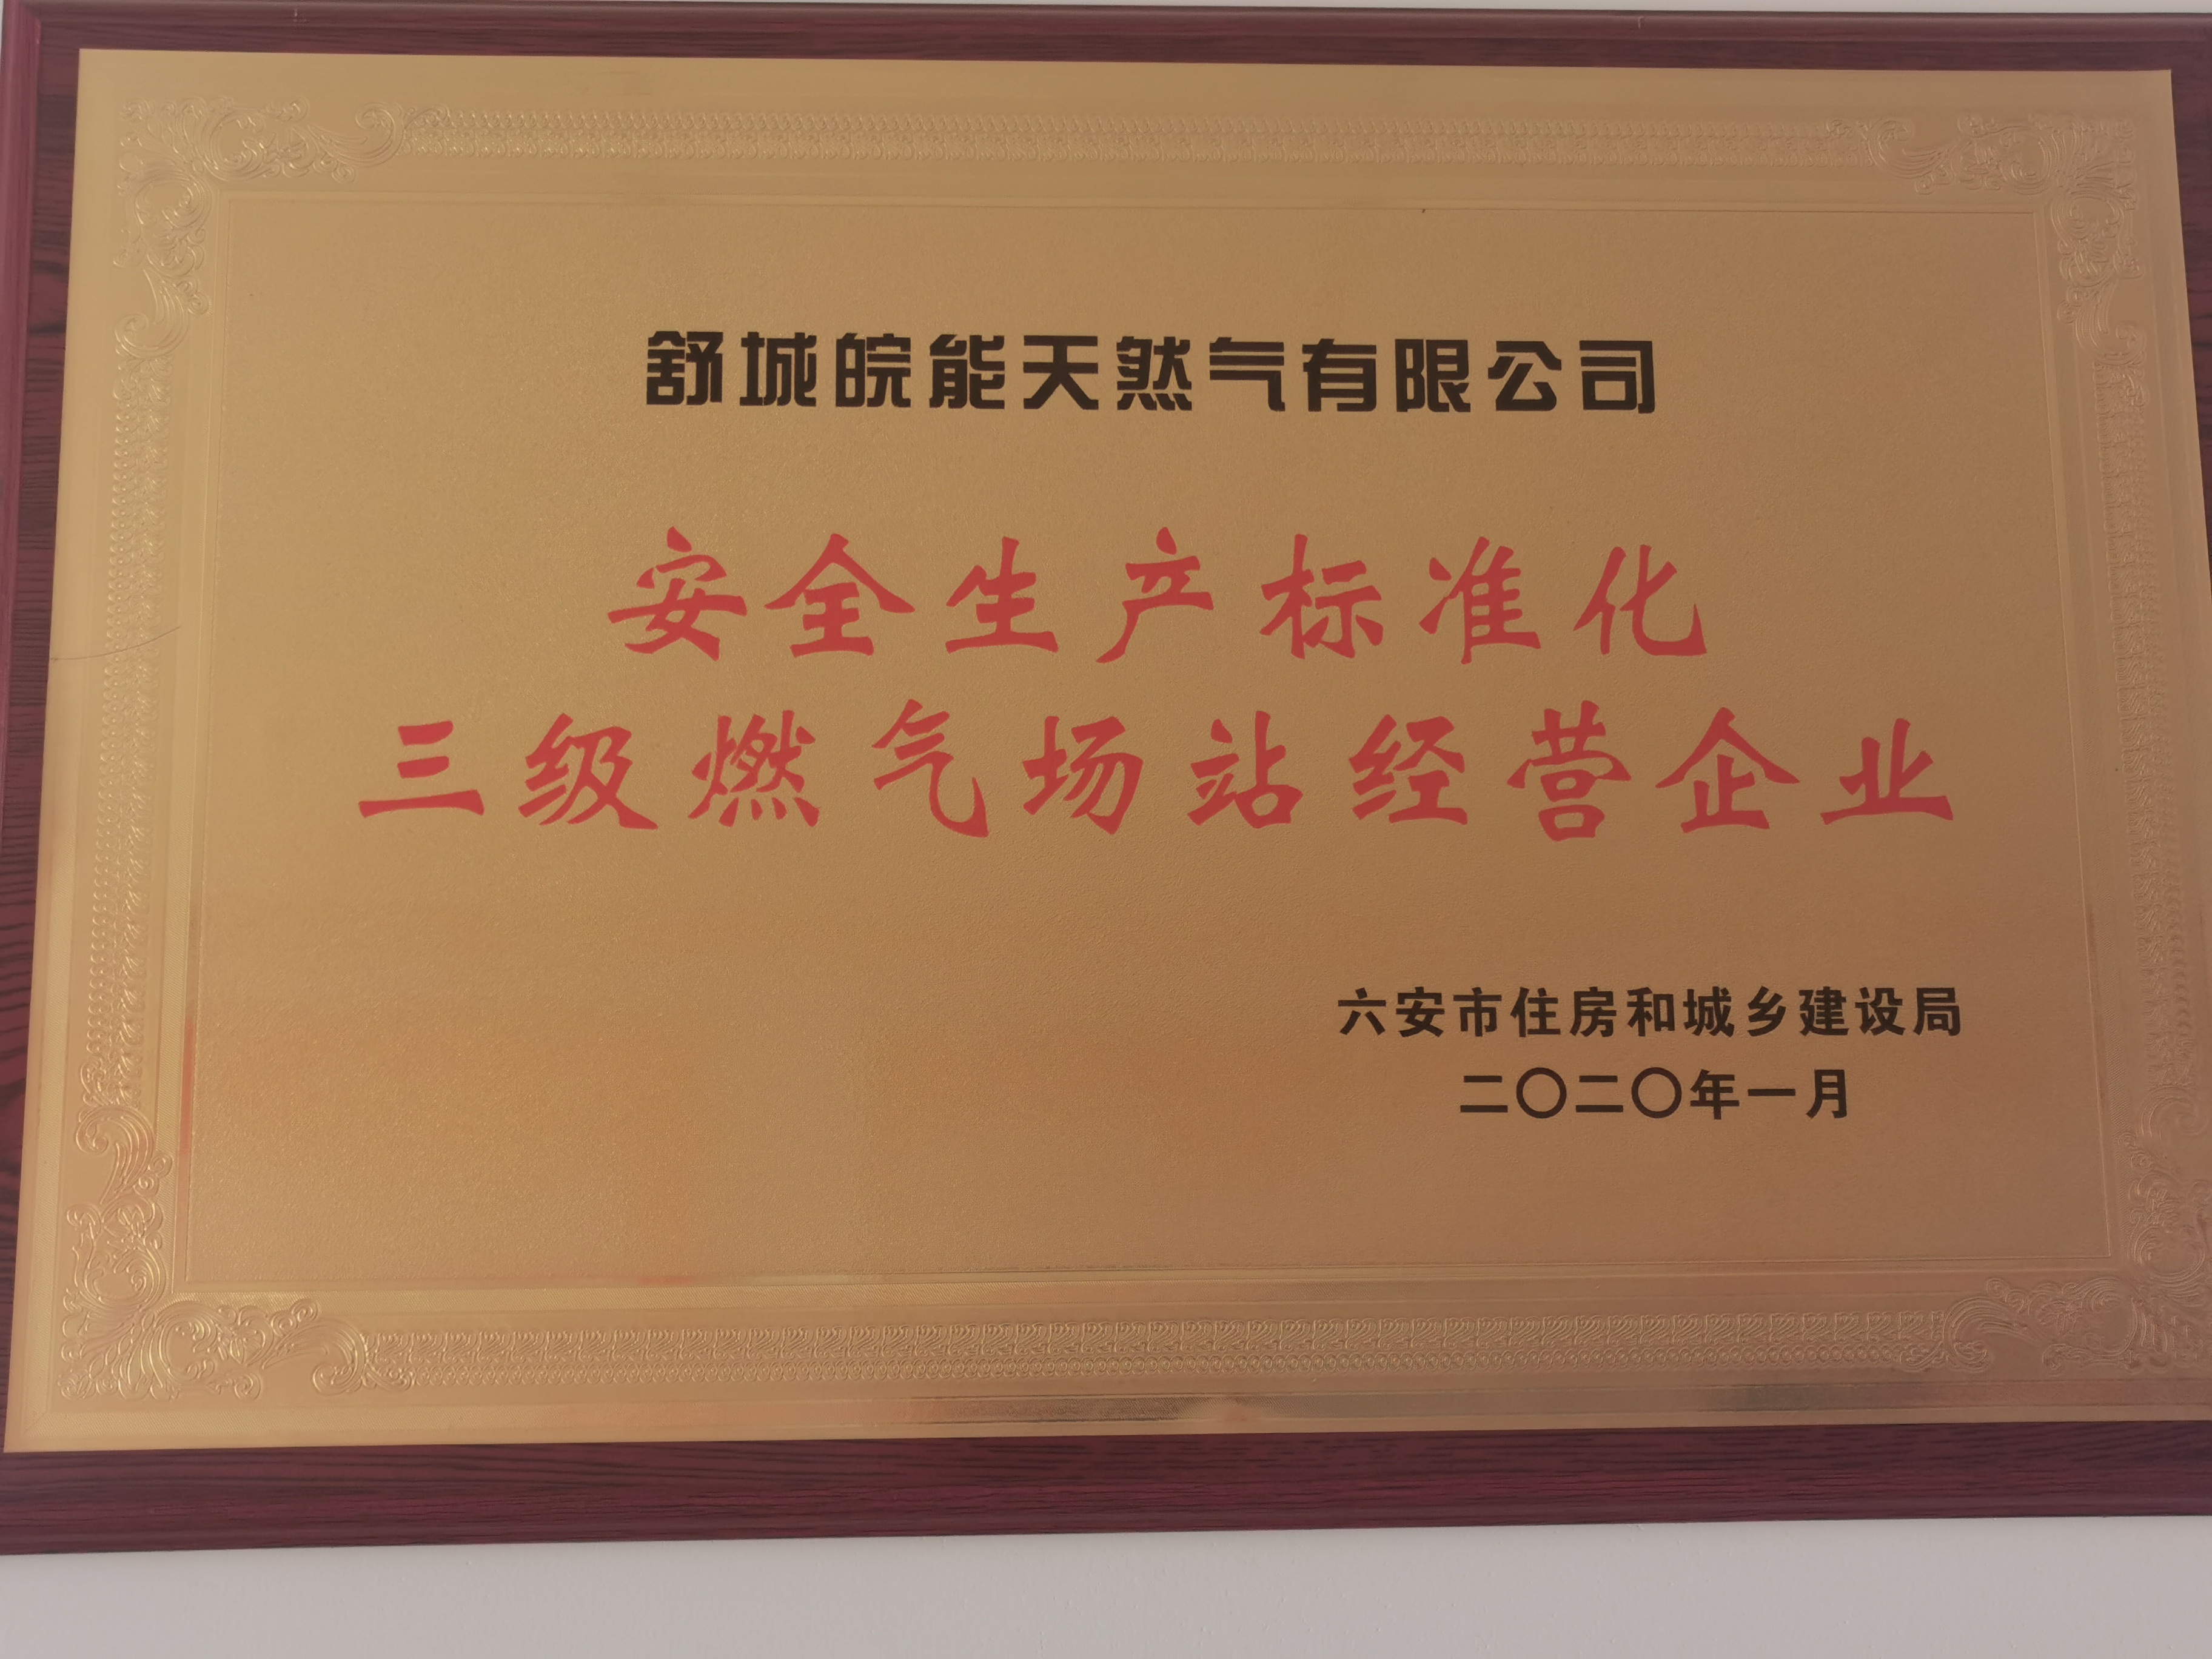 舒城皖能天然气有限公司
安全生产标准化
三级燃气场站经营企业
六安市住房和城乡建设局
二〇二〇年一月